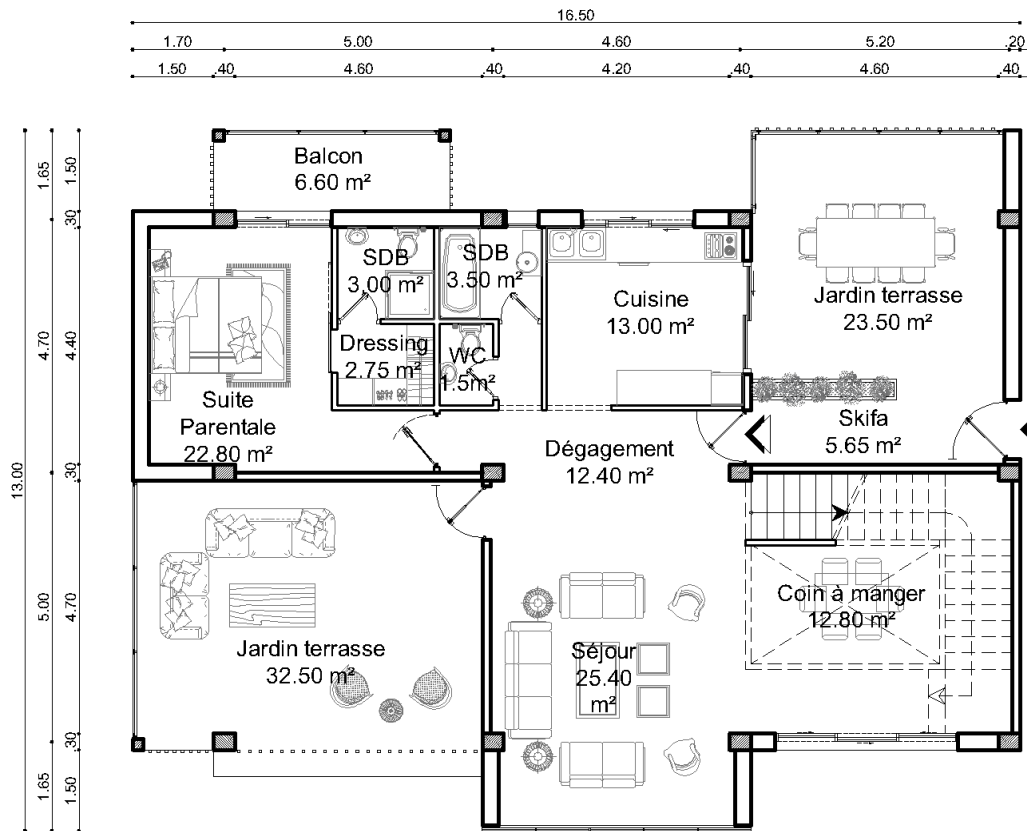 16.50
1.70 5.00 4.60 5.20 .20
1.50 .40 4.60 .40 4.20 .40 4.60 .40
Balcon
6.60 m²
SDB
3.00 m²
SDB
3.50 m²
Cuisine
13.00 m²
Jardin terrasse
23.50 m²
Dressing
2.75 m²
WC
1.5m²
Suite
Parentale
22.80 m²
Dégagement
12.40 m²
Skifa
5.65 m²
Jardin terrasse
32.50 m²
Séjour
25.40
m²
Coin à manger
12.80 m²
13.00
1.65 4.70 5.00 1.65
1.50 .30 4.40 .30 4.70 .30 1.50